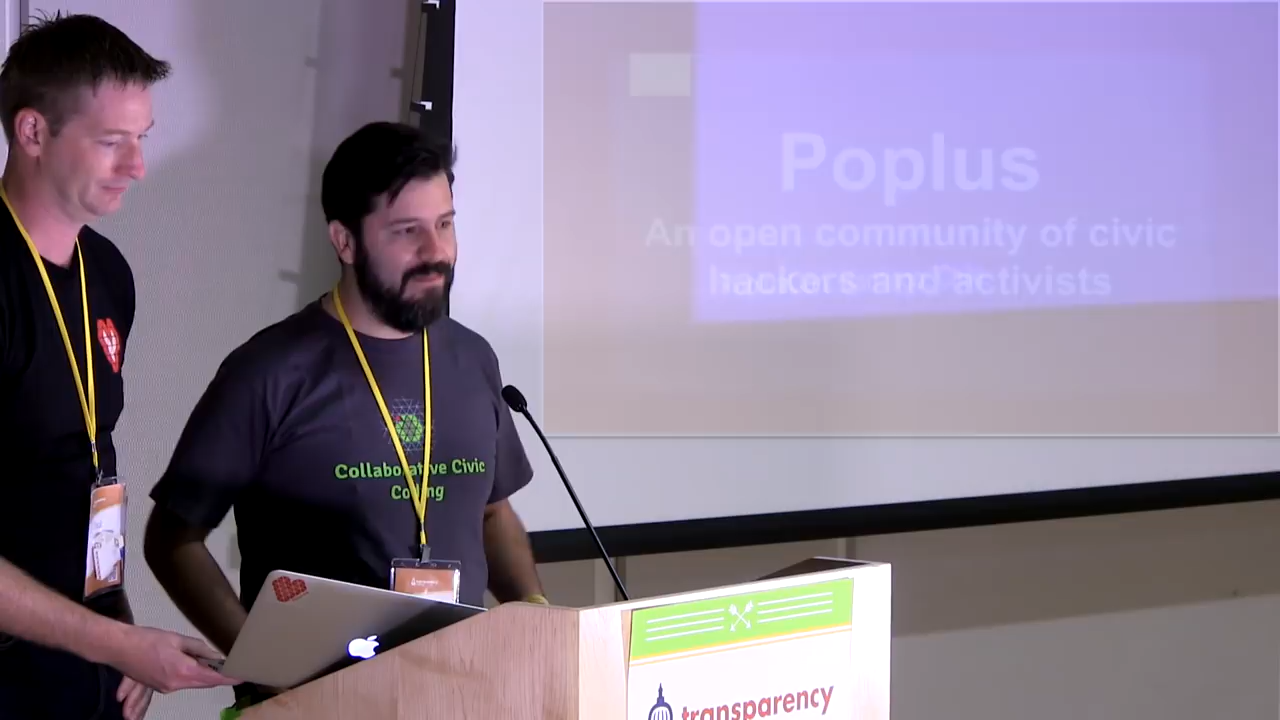 Poplus
An open community of civic
hackers and activists
Collaborative Civic
Coding
transparency